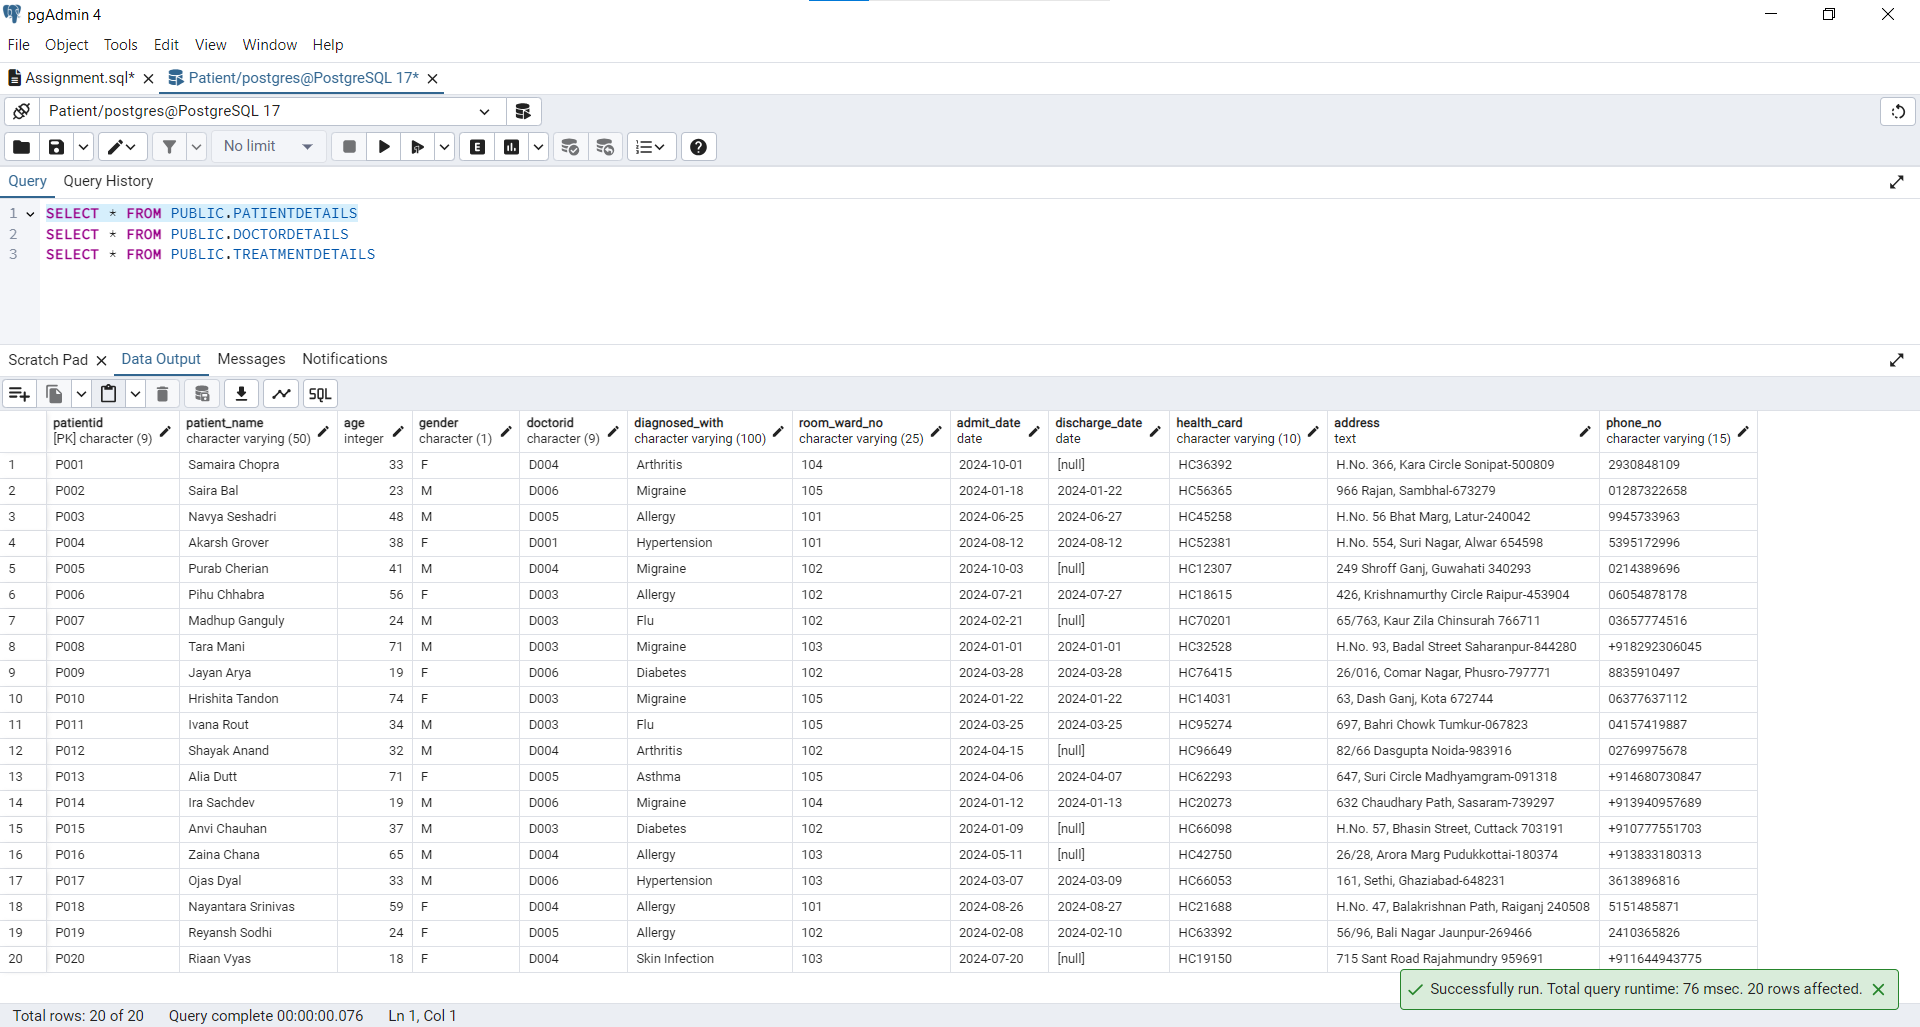 pgAdmin 4
File Object Tools Edit View Window Help
Assignment.sql* Patient/postgres@PostgreSQL 17*
Patient/postgres@PostgreSQL 17
No limit E
Query Query History
1 SELECT * FROM PUBLIC.PATIENTDETAILS
2 SELECT * FROM PUBLIC.DOCTORDETAILS
3 SELECT * FROM PUBLIC.TREATMENTDETAILS
Scratch Pad Data Output Messages Notifications
SQL
patientid patient_name age gender doctorid diagnosed_with room_ward_no admit_date discharge_date health_card address phone_no
[PK] character (9) character varying (50) integer character (1) character (9) character varying (100) character varying (25) date date character varying (10) text character varying (15)
1 P001 Samaira Chopra 33 F D004 Arthritis 104 2024-10-01 [null] HC36392 H.No. 366, Kara Circle Sonipat-500809 2930848109
2 P002 Saira Bal 23 M D006 Migraine 105 2024-01-18 2024-01-22 HC56365 966 Rajan, Sambhal-673279 01287322658
3 P003 Navya Seshadri 48 M D005 Allergy 101 2024-06-25 2024-06-27 HC45258 H.No. 56 Bhat Marg, Latur-240042 9945733963
4 P004 Akarsh Grover 38 F D001 Hypertension 101 2024-08-12 2024-08-12 HC52381 H.No. 554, Suri Nagar, Alwar 654598 5395172996
5 P005 Purab Cherian 41 M D004 Migraine 102 2024-10-03 [null] HC12307 249 Shroff Ganj, Guwahati 340293 0214389696
6 P006 Pihu Chhabra 56 F D003 Allergy 102 2024-07-21 2024-07-27 HC18615 426, Krishnamurthy Circle Raipur-453904 06054878178
7 P007 Madhup Ganguly 24 M D003 Flu 102 2024-02-21 [null] HC70201 65/763, Kaur Zila Chinsurah 766711 03657774516
8 P008 Tara Mani 71 M D003 Migraine 103 2024-01-01 2024-01-01 HC32528 H.No. 93, Badal Street Saharanpur-844280 +918292306045
9 P009 Jayan Arya 19 F D006 Diabetes 102 2024-03-28 2024-03-28 HC76415 26/016, Comar Nagar, Phusro-797771 8835910497
10 P010 Hrishita Tandon 74 F D003 Migraine 105 2024-01-22 2024-01-22 HC14031 63, Dash Ganj, Kota 672744 06377637112
11 P011 Ivana Rout 34 M D003 Flu 105 2024-03-25 2024-03-25 HC95274 697, Bahri Chowk Tumkur-067823 04157419887
12 P012 Shayak Anand 32 M D004 Arthritis 102 2024-04-15 [null] HC96649 82/66 Dasgupta Noida-983916 02769975678
13 P013 Alia Dutt 71 F D005 Asthma 105 2024-04-06 2024-04-07 HC62293 647, Suri Circle Madhyamgram-091318 +914680730847
14 P014 Ira Sachdev 19 M D006 Migraine 104 2024-01-12 2024-01-13 HC20273 632 Chaudhary Path, Sasaram-739297 +913940957689
15 P015 Anvi Chauhan 37 M D003 Diabetes 102 2024-01-09 [null] HC66098 H.No. 57, Bhasin Street, Cuttack 703191 +910777551703
16 P016 Zaina Chana 65 M D004 Allergy 103 2024-05-11 [null] HC42750 26/28, Arora Marg Pudukkottai-180374 +913833180313
17 P017 Ojas Dyal 33 M D006 Hypertension 103 2024-03-07 2024-03-09 HC66053 161, Sethi, Ghaziabad-648231 3613896816
18 P018 Nayantara Srinivas 59 F D004 Allergy 101 2024-08-26 2024-08-27 HC21688 H.No. 47, Balakrishnan Path, Raiganj 240508 5151485871
19 P019 Reyansh Sodhi 24 F D005 Allergy 102 2024-02-08 2024-02-10 HC63392 56/96, Bali Nagar Jaunpur-269466 2410365826
20 P020 Riaan Vyas 18 F D004 Skin Infection 103 2024-07-20 [null] HC19150 715 Sant Road Rajahmundry 959691 +911644943775
Successfully run. Total query runtime: 76 msec. 20 rows affected.
Total rows: 20 of 20 Query complete 00:00:00.076 Ln 1, Col 1